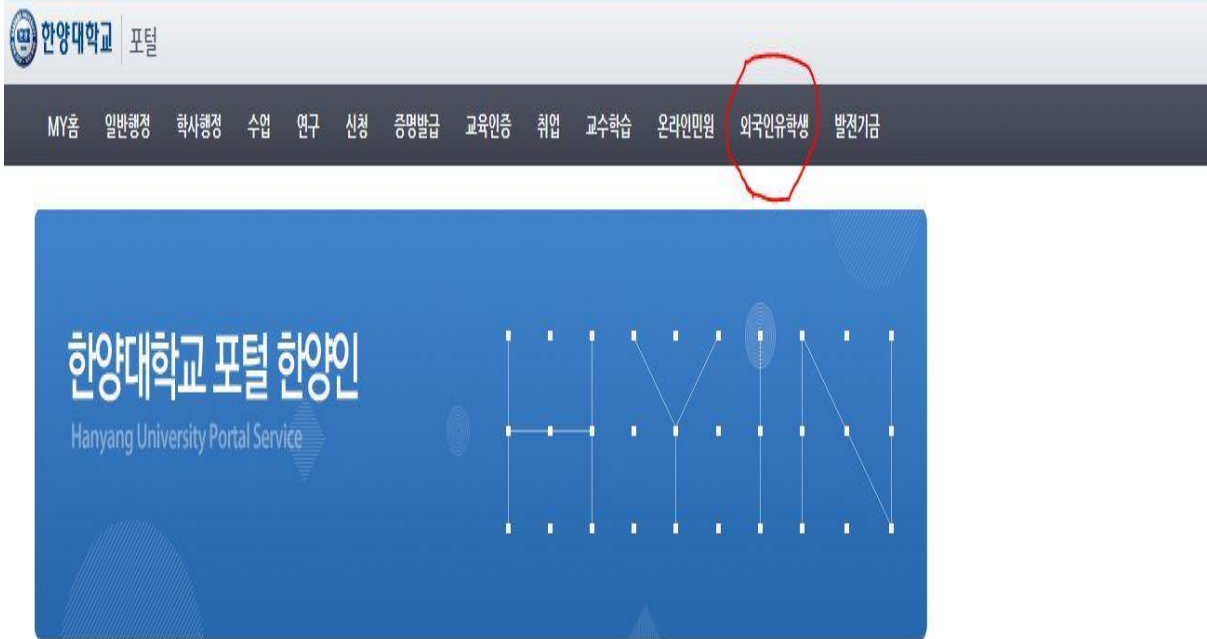 한양대학교 포털
MY홈 일반행정 학사행정 수업 연구 신청 증명발급 교육인증 취업 교수학습 온라인민원 외국인유학생 발전기금
한양대학교 포털 한양인
Hanyang University Portal Service
HYIN